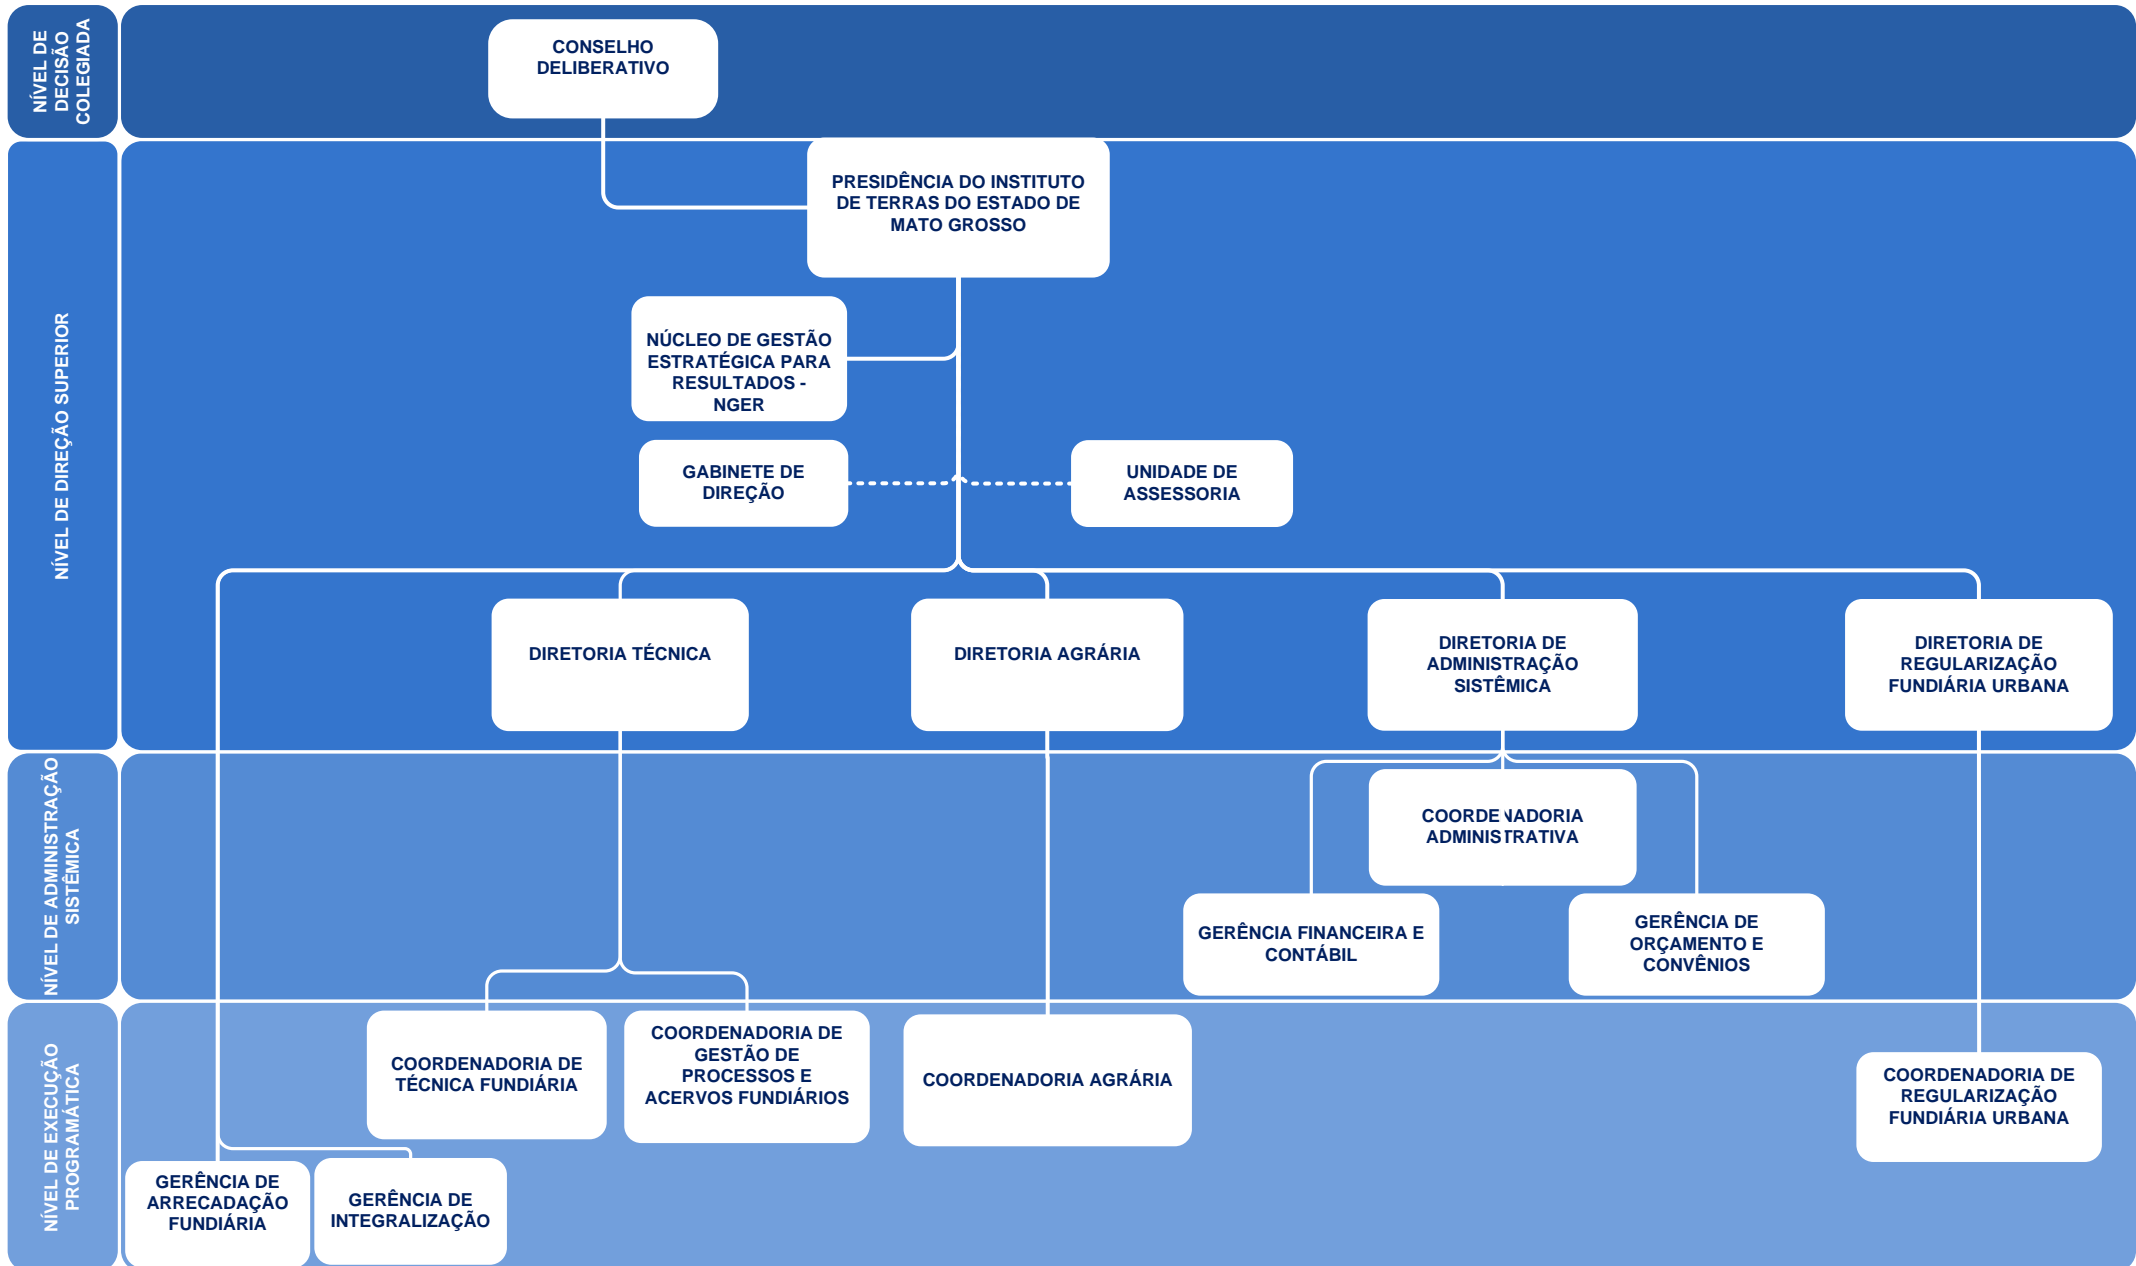 NÍVEL DE
DECISÃO
COLEGIADA
CONSELHO
DELIBERATIVO
NÍVEL DE DIREÇÃO SUPERIOR
PRESIDÊNCIA DO INSTITUTO
DE TERRAS DO ESTADO DE
MATO GROSSO
NÚCLEO DE GESTÃO
ESTRATÉGICA PARA
RESULTADOS -
NGER
GABINETE DE
DIREÇÃO
UNIDADE DE
ASSESSORIA
DIRETORIA TÉCNICA
DIRETORIA AGRÁRIA
DIRETORIA DE
ADMINISTRAÇÃO
SISTÊMICA
DIRETORIA DE
REGULARIZAÇÃO
FUNDIÁRIA URBANA
NÍVEL DE ADMINISTRAÇÃO
SISTÊMICA
COORDENADORIA
ADMINISTRATIVA
GERÊNCIA FINANCEIRA E
CONTÁBIL
GERÊNCIA DE
ORÇAMENTO E
CONVÊNIOS
NÍVEL DE EXECUÇÃO
PROGRAMÁTICA
COORDENADORIA DE
TÉCNICA FUNDIÁRIA
COORDENADORIA DE
GESTÃO DE
PROCESSOS E
ACERVOS FUNDIÁRIOS
COORDENADORIA AGRÁRIA
COORDENADORIA DE
REGULARIZAÇÃO
FUNDIÁRIA URBANA
GERÊNCIA DE
ARRECADAÇÃO
FUNDIÁRIA
GERÊNCIA DE
INTEGRALIZAÇÃO